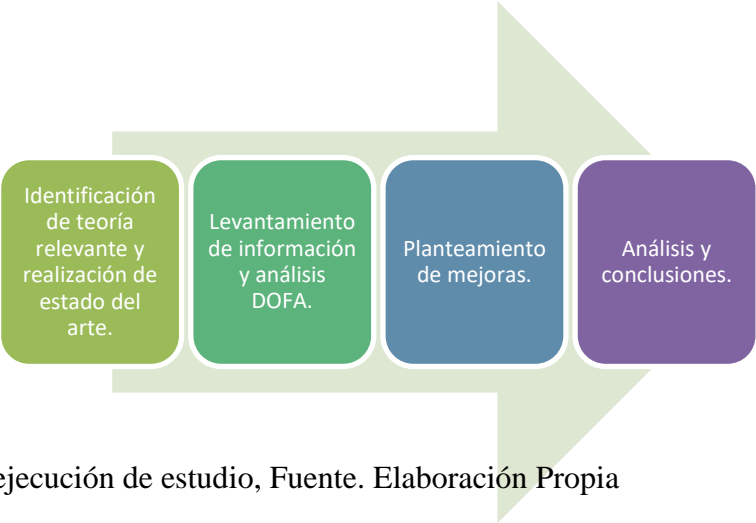 Identificación
de teoría
relevante y
realización de
estado del
arte.
Levantamiento
de información
y análisis
DOFA.
Planteamiento
de mejoras.
Análisis y
conclusiones.
ejecución de estudio, Fuente. Elaboración Propia